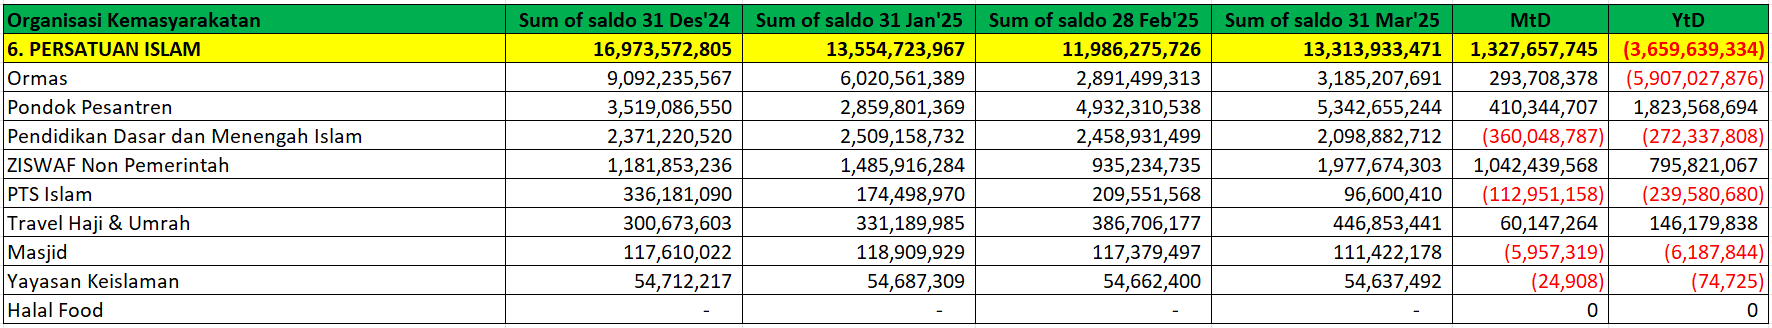 Organisasi Kemasyarakatan Sum of saldo 31 Des'24 Sum of saldo 31 Jan'25 Sum of saldo 28 Feb'25 Sum of saldo 31 Mar'25 MtD YtD
6. PERSATUAN ISLAM 16,973,572,805 13,554,723,967 11,986,275,726 13,313,933,471 1,327,657,745 (3,659,639,334)
Ormas 9,092,235,567 6,020,561,389 2,891,499,313 3,185,207,691 293,708,378 (5,907,027,876)
Pondok Pesantren 3,519,086,550 2,859,801,369 4,932,310,538 5,342,655,244 410,344,707 1,823,568,694
Pendidikan Dasar dan Menengah Islam 2,371,220,520 2,509,158,732 2,458,931,499 2,098,882,712 (360,048,787) (272,337,808)
ZISWAF Non Pemerintah 1,181,853,236 1,485,916,284 935,234,735 1,977,674,303 1,042,439,568 795,821,067
PTS Islam 336,181,090 174,498,970 209,551,568 96,600,410 (112,951,158) (239,580,680)
Travel Haji & Umrah 300,673,603 331,189,985 386,706,177 446,853,441 60,147,264 146,179,838
Masjid 117,610,022 118,909,929 117,379,497 111,422,178 (5,957,319) (6,187,844)
Yayasan Keislaman 54,712,217 54,687,309 54,662,400 54,637,492 (24,908) (74,725)
Halal Food - - - - 0 0